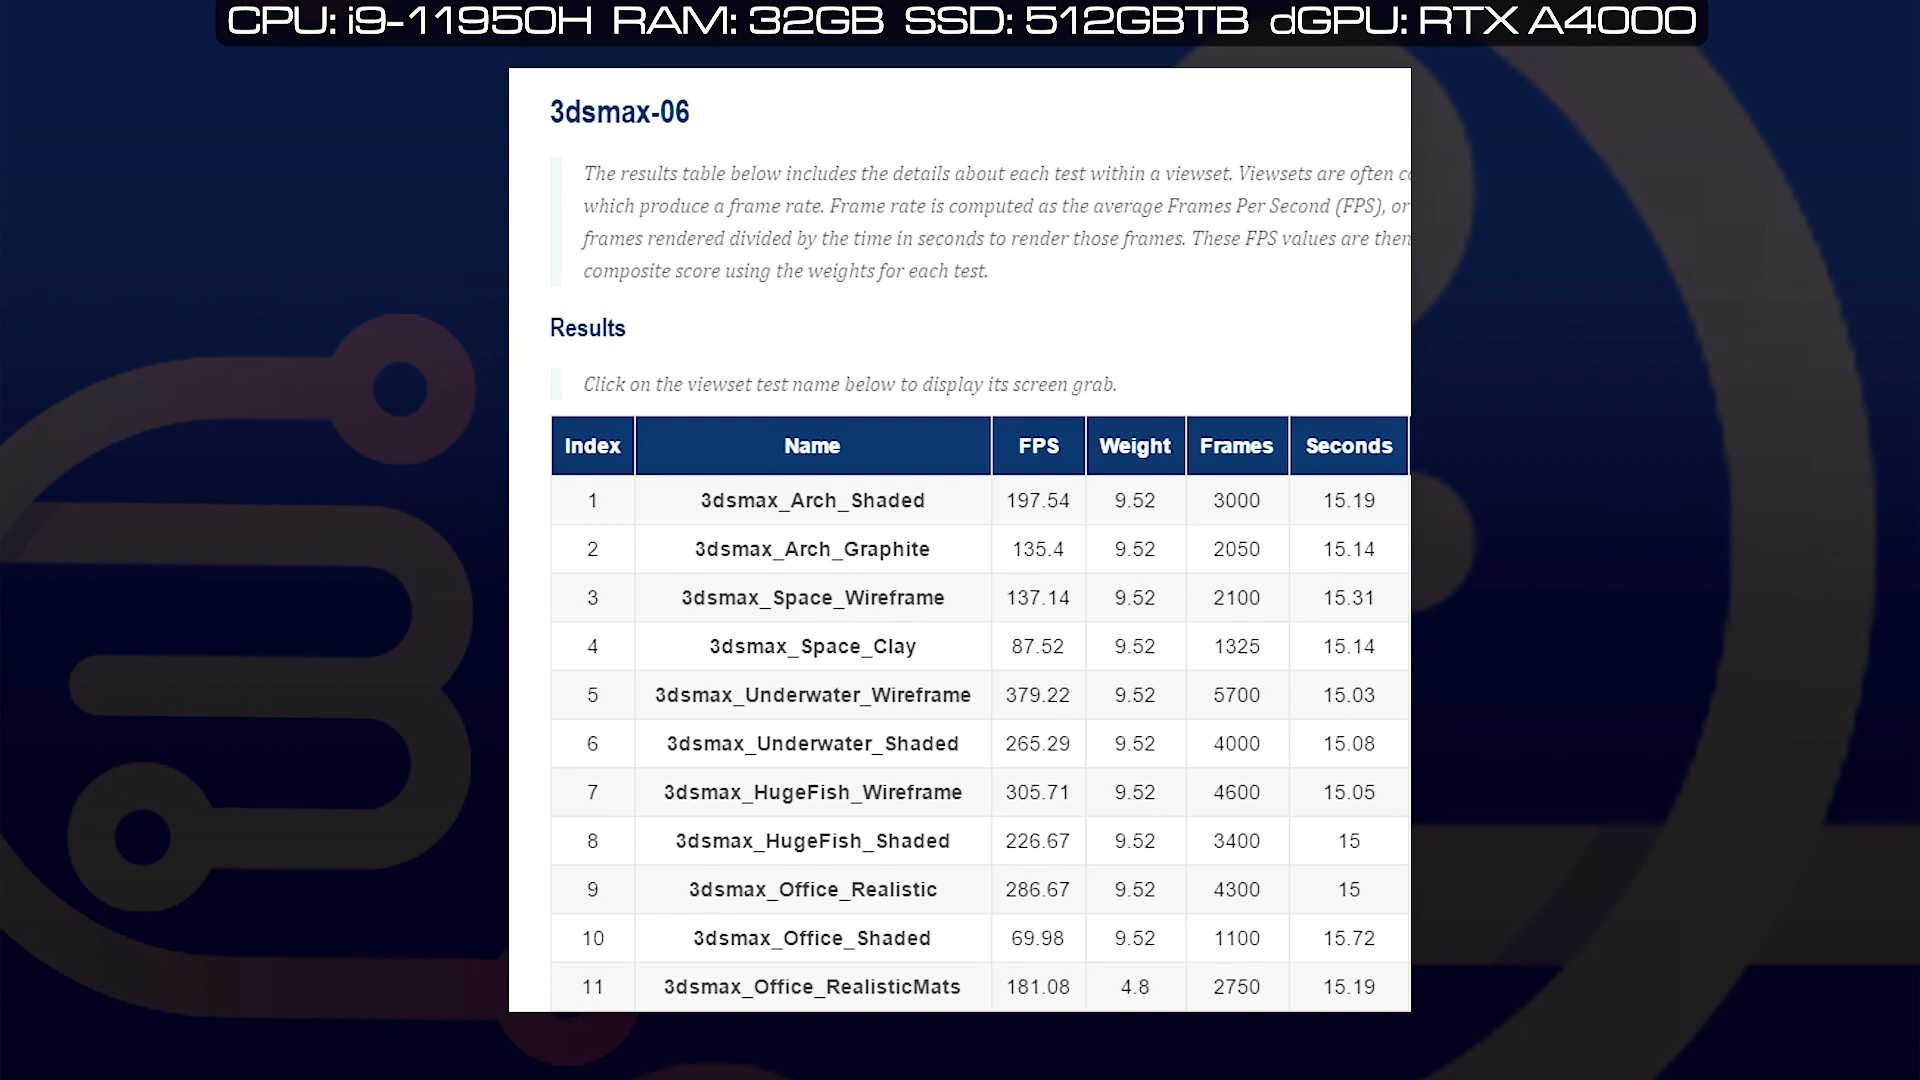 CPU: i9-11950H RAM: 32GB SSD: 512GBTB dGPU: RTX A4000
3dsmax-06
The results table below includes the details about each test within a viewset. Viewsets are often
which produce a frame rate. Frame rate is computed as the average Frames Per Second (FPS), or
frames rendered divided by the time in seconds to render those frames. These FPS values are then
composite score using the weights for each test.
Results
Click on the viewset test name below to display its screen grab.
Index Name FPS Weight Frames Seconds
1 3dsmax_Arch_Shaded 197.54 9.52 3000 15.19
2 3dsmax_Arch_Graphite 135.4 9.52 2050 15.14
3 3dsmax_Space_Wireframe 137.14 9.52 2100 15.31
4 3dsmax_Space_Clay 87.52 9.52 1325 15.14
5 3dsmax_Underwater_Wireframe 379.22 9.52 5700 15.03
6 3dsmax_Underwater_Shaded 265.29 9.52 4000 15.08
7 3dsmax_HugeFish_Wireframe 305.71 9.52 4600 15.05
8 3dsmax_HugeFish_Shaded 226.67 9.52 3400 15
9 3dsmax_Office_Realistic 286.67 9.52 4300 15
10 3dsmax_Office_Shaded 69.98 9.52 1100 15.72
11 3dsmax_Office_RealisticMats 181.08 4.8 2750 15.19